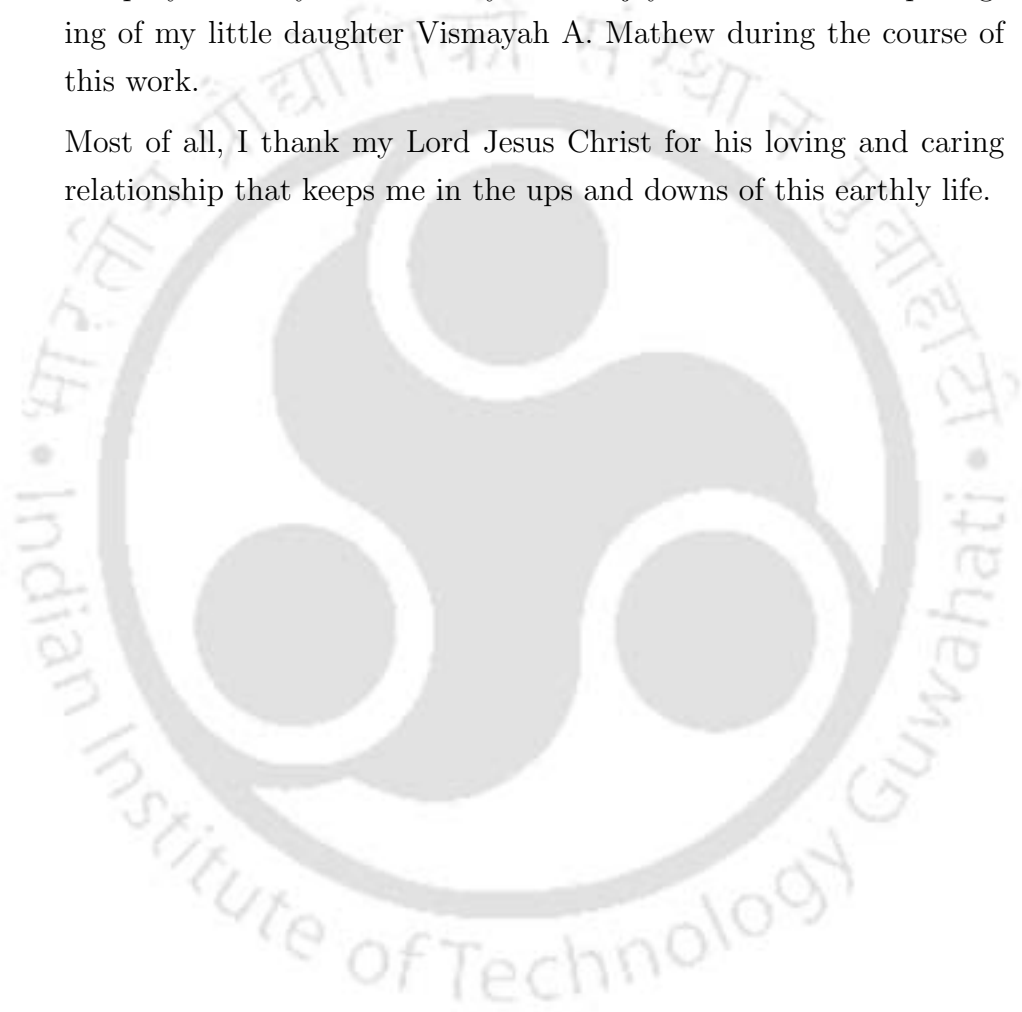 ing of my little daughter Vismayah A. Mathew during the course of
this work.
Most of all, I thank my Lord Jesus Christ for his loving and caring
relationship that keeps me in the ups and downs of this earthly life.
भारतीय प्रौद्योगिकी संस्थान गुवाहाटी
• Indian Institute of Technology Guwahati •